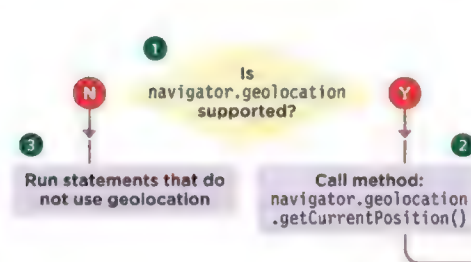 1
Is
navigator.geolocation
supported?
N
Y
3
2
Run statements that do
not use geolocation
Call method:
navigator.geolocation
.getCurrentPosition()